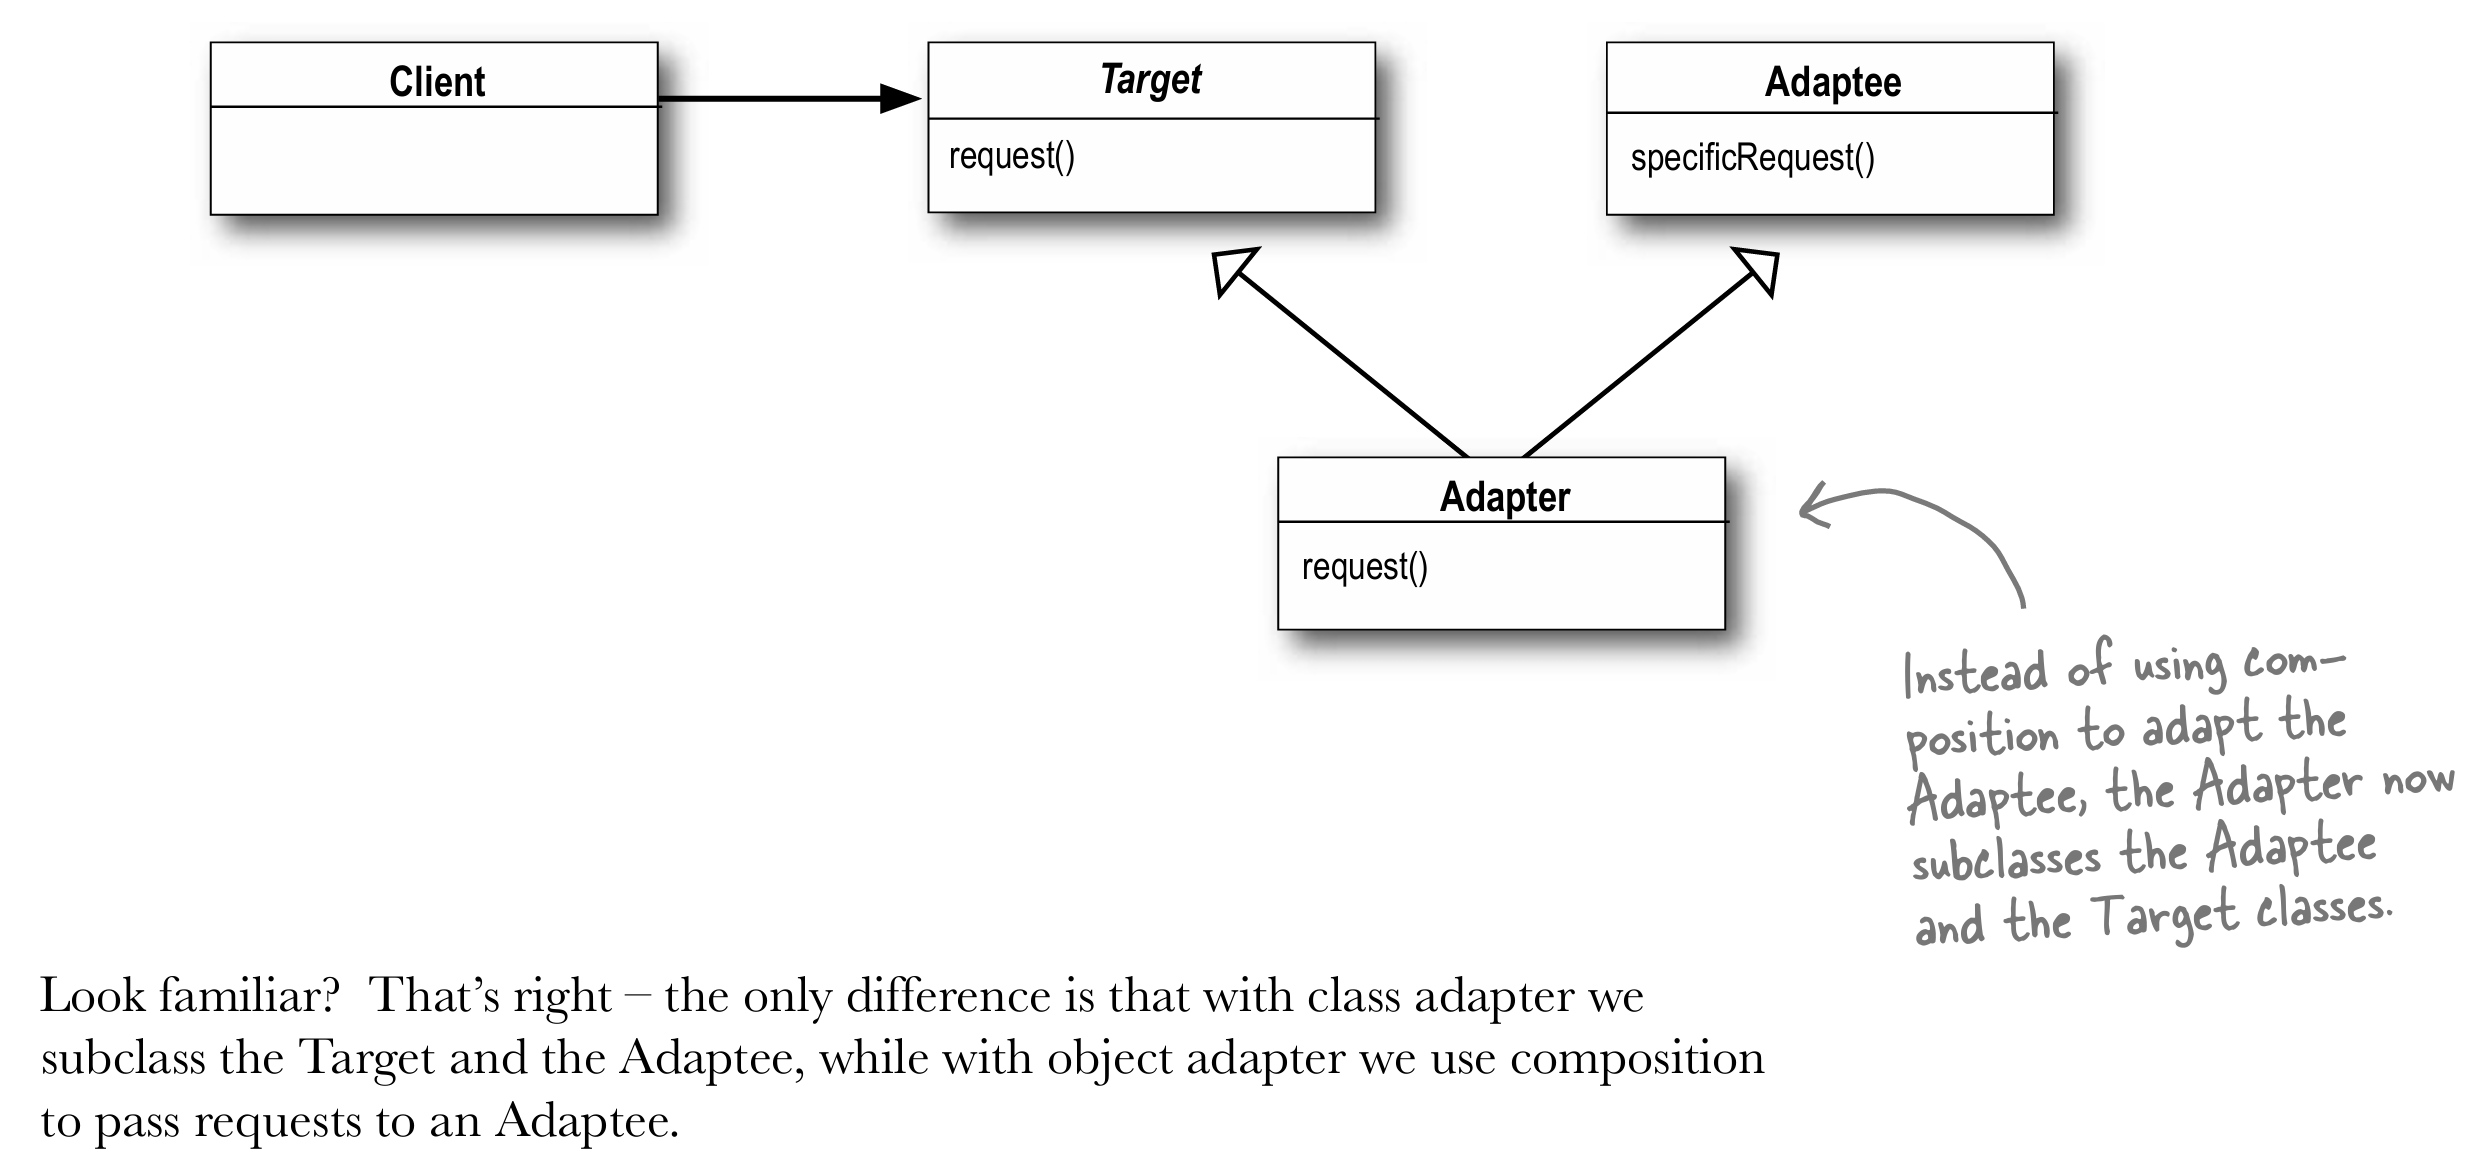 Client
Target
request()
Adaptee
specificRequest()
Adapter
request()
Instead of using com–
position to adapt the
Adaptee, the Adapter now
subclasses the Adaptee
and the Target classes.
Look familiar?  That’s right – the only difference is that with class adapter we
subclass the Target and the Adaptee, while with object adapter we use composition
to pass requests to an Adaptee.